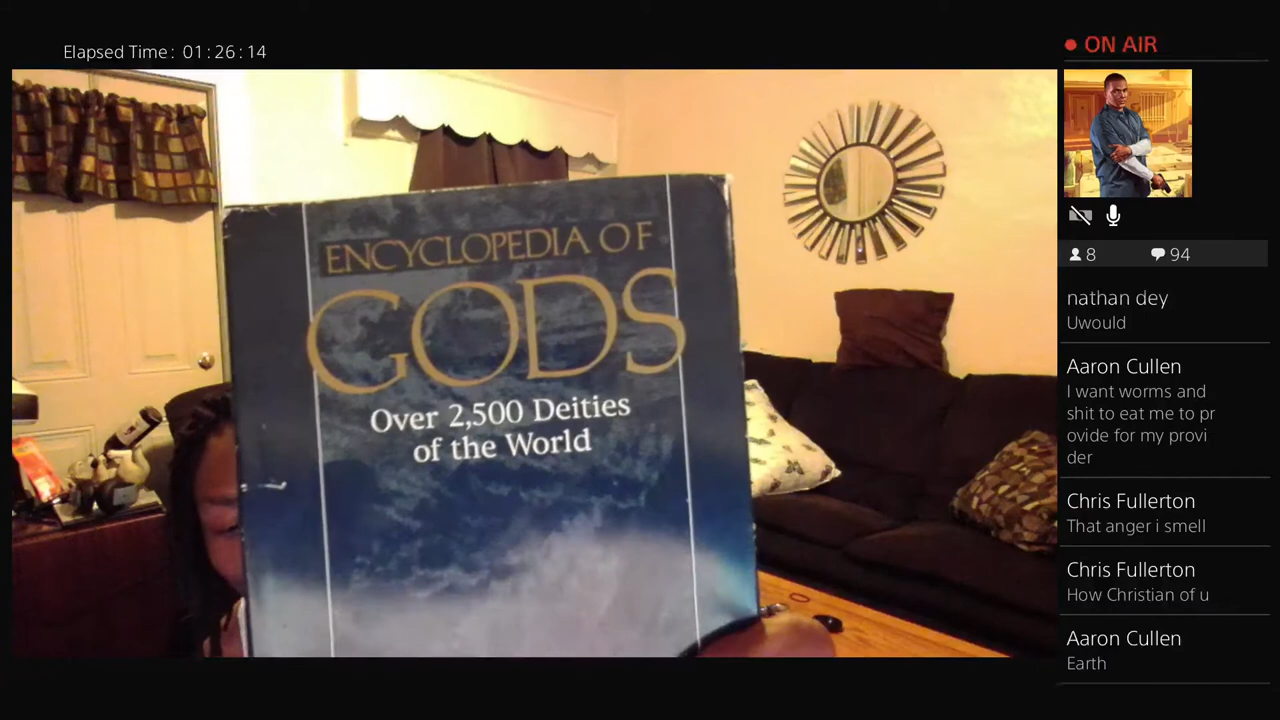 Elapsed Time: 01:26:14
ON AIR
8
94
ENCYCLOPEDIA OF
GODS
Over 2,500 Deities
of the World
nathan dey
Uwould
Aaron Cullen
I want worms and
shit to eat me to pr
ovide for my provi
der
Chris Fullerton
That anger i smell
Chris Fullerton
How Christian of u
Aaron Cullen
Earth